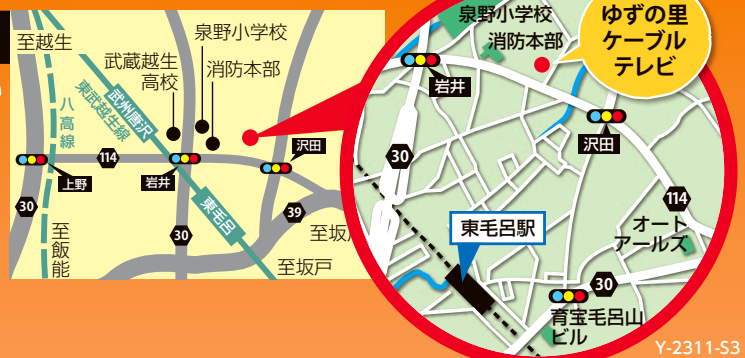 至越生
泉野小学校
武蔵越生
高校
消防本部
武州唐沢
東武越生線
八高線
114
上野
岩井
沢田
30
30
39
東毛呂
至飯能
至坂戸
泉野小学校
消防本部
ゆずの里
ケーブル
テレビ
岩井
沢田
30
114
東毛呂駅
オート
アールズ
30
育宝毛呂山
ビル
Y-2311-S3